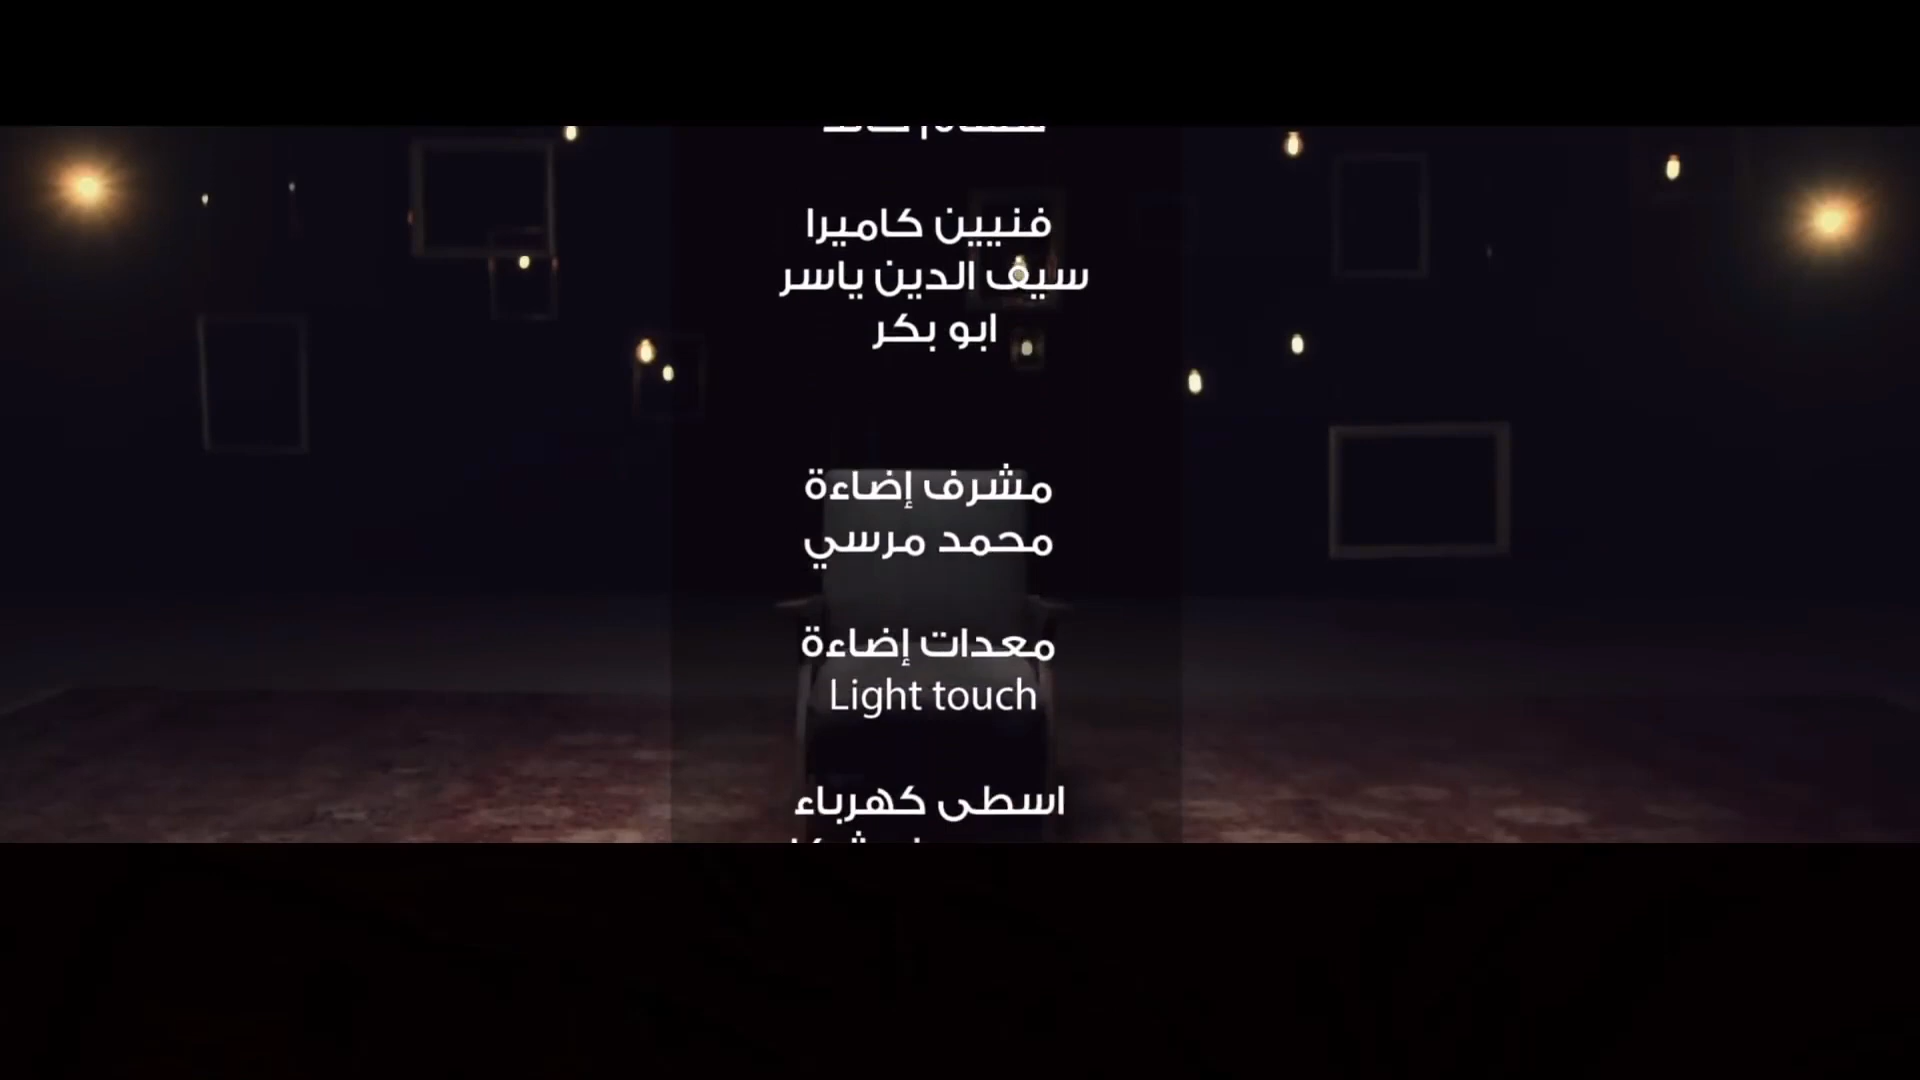 فنيين كاميرا
سيف الدين ياسر
ابو بكر
مشرف إضاءة
محمد مرسي
معدات إضاءة
Light touch
اسطى كهرباء